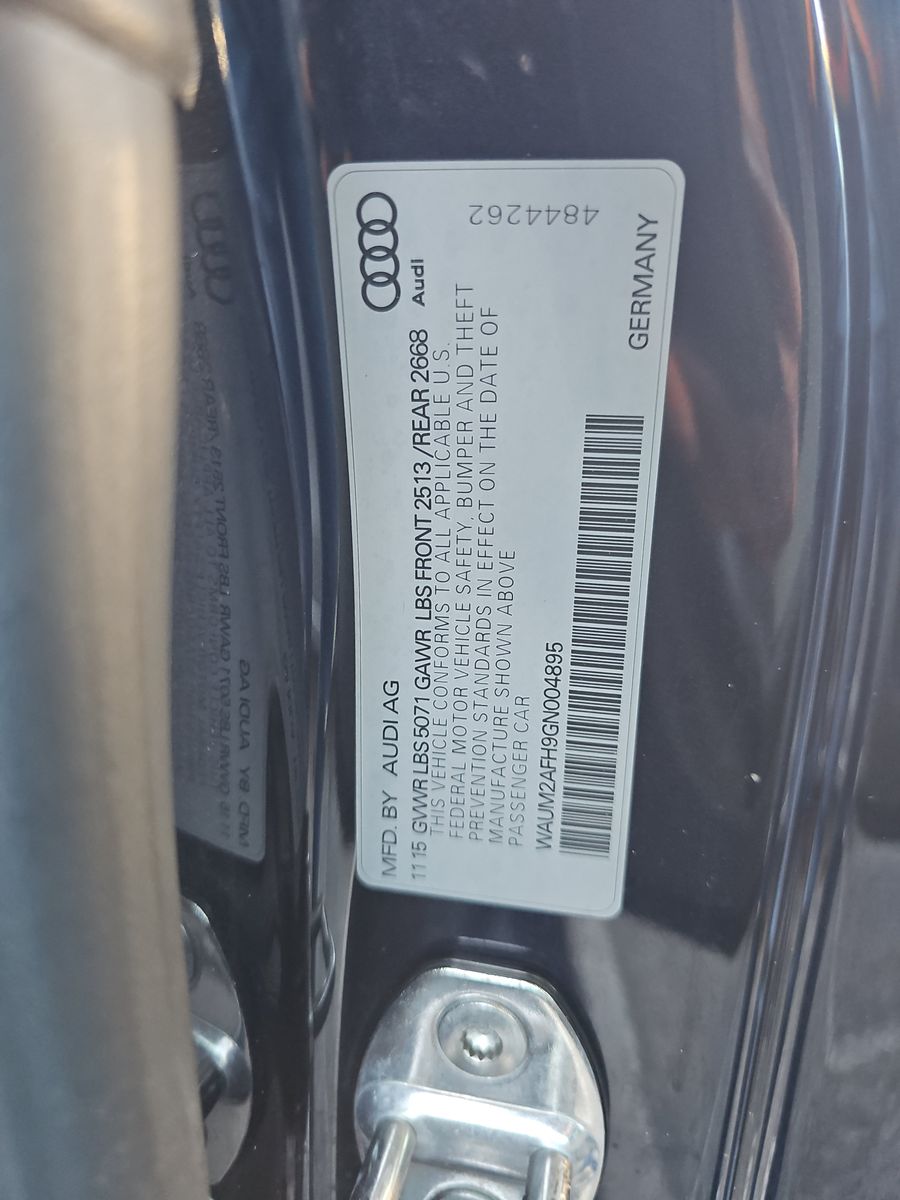 Audi
MFD. BY AUDI AG
11 15 GVWR LBS 5071 GAWR LBS FRONT 2513 /REAR 2668
THIS VEHICLE CONFORMS TO ALL APPLICABLE U.S.
FEDERAL MOTOR VEHICLE SAFETY, BUMPER AND THEFT
PREVENTION STANDARDS IN EFFECT ON THE DATE OF
MANUFACTURE SHOWN ABOVE
PASSENGER CAR
4844262
WAUM2AFH9GN004895
GERMANY